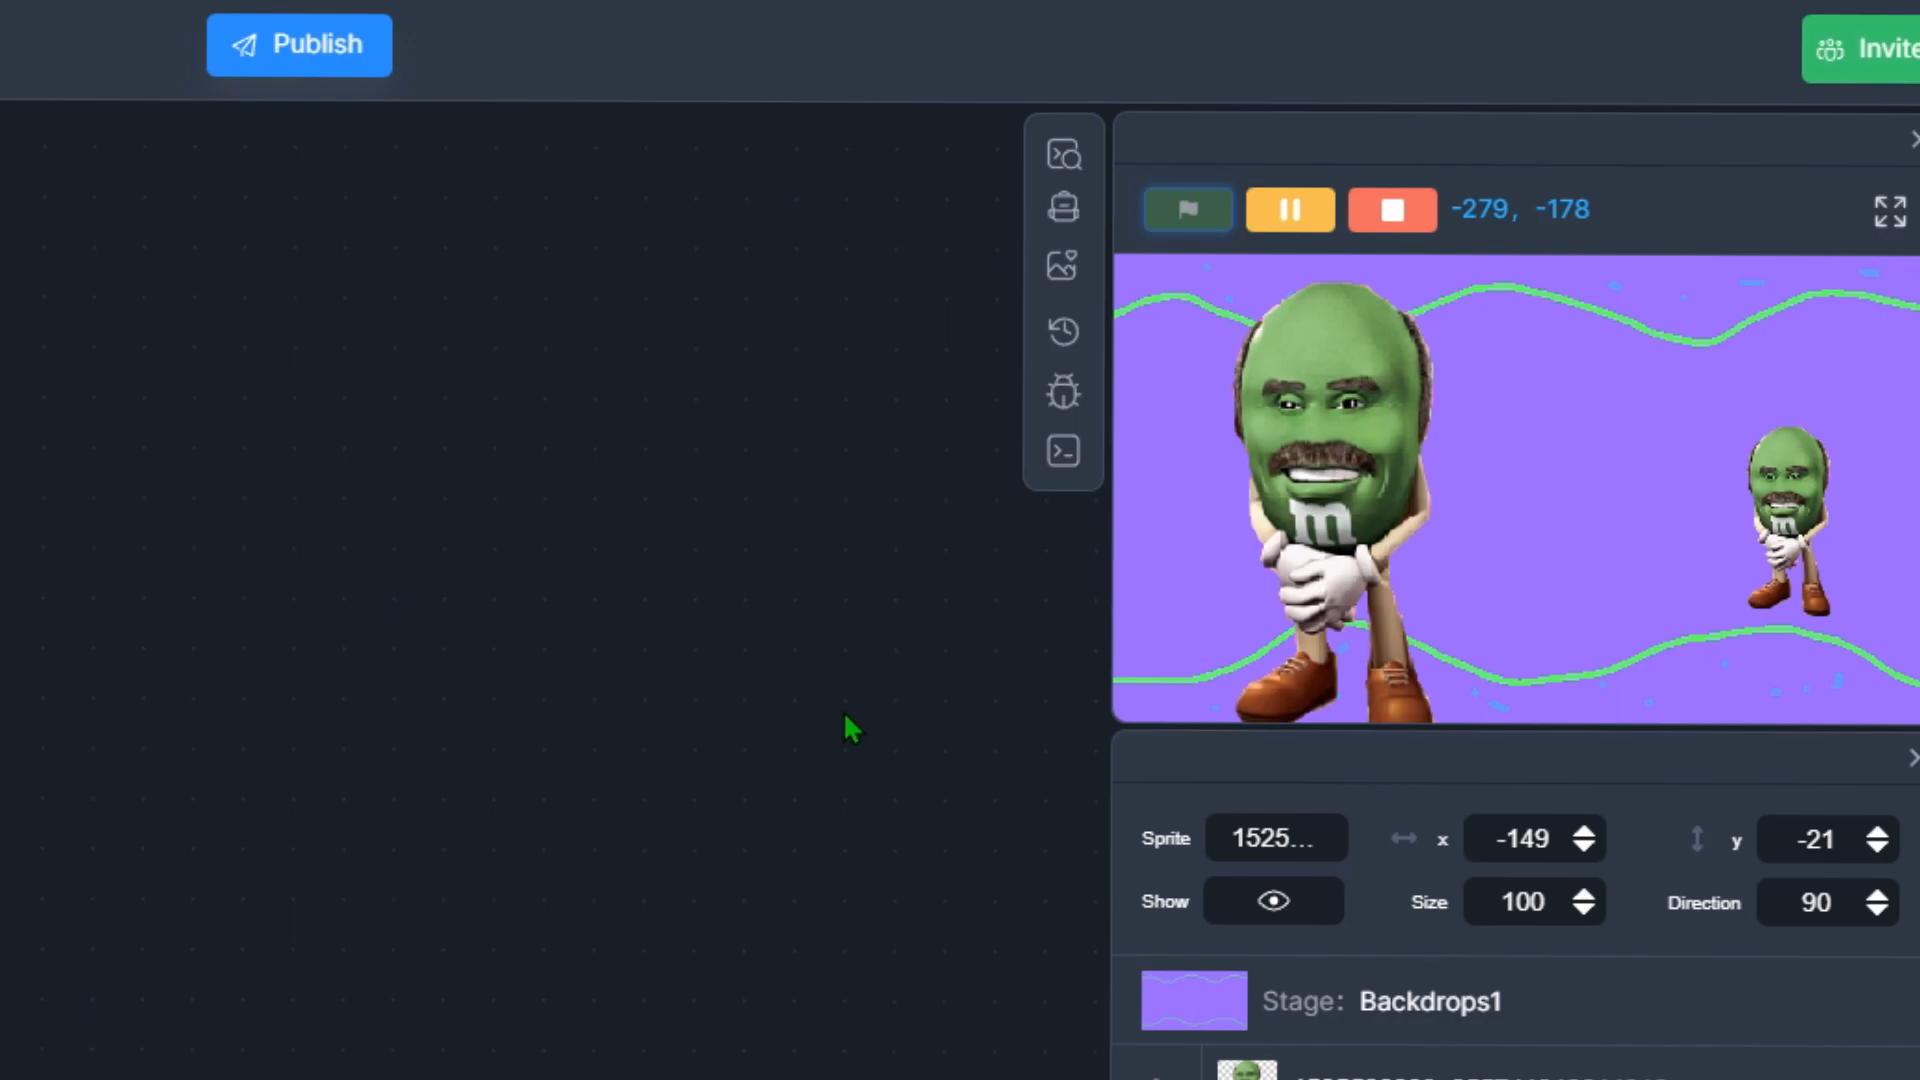 Publish
Invite
-279, -178
m
m
Sprite 1525... x -149 y -21
Show Size 100 Direction 90
Stage: Backdrops1